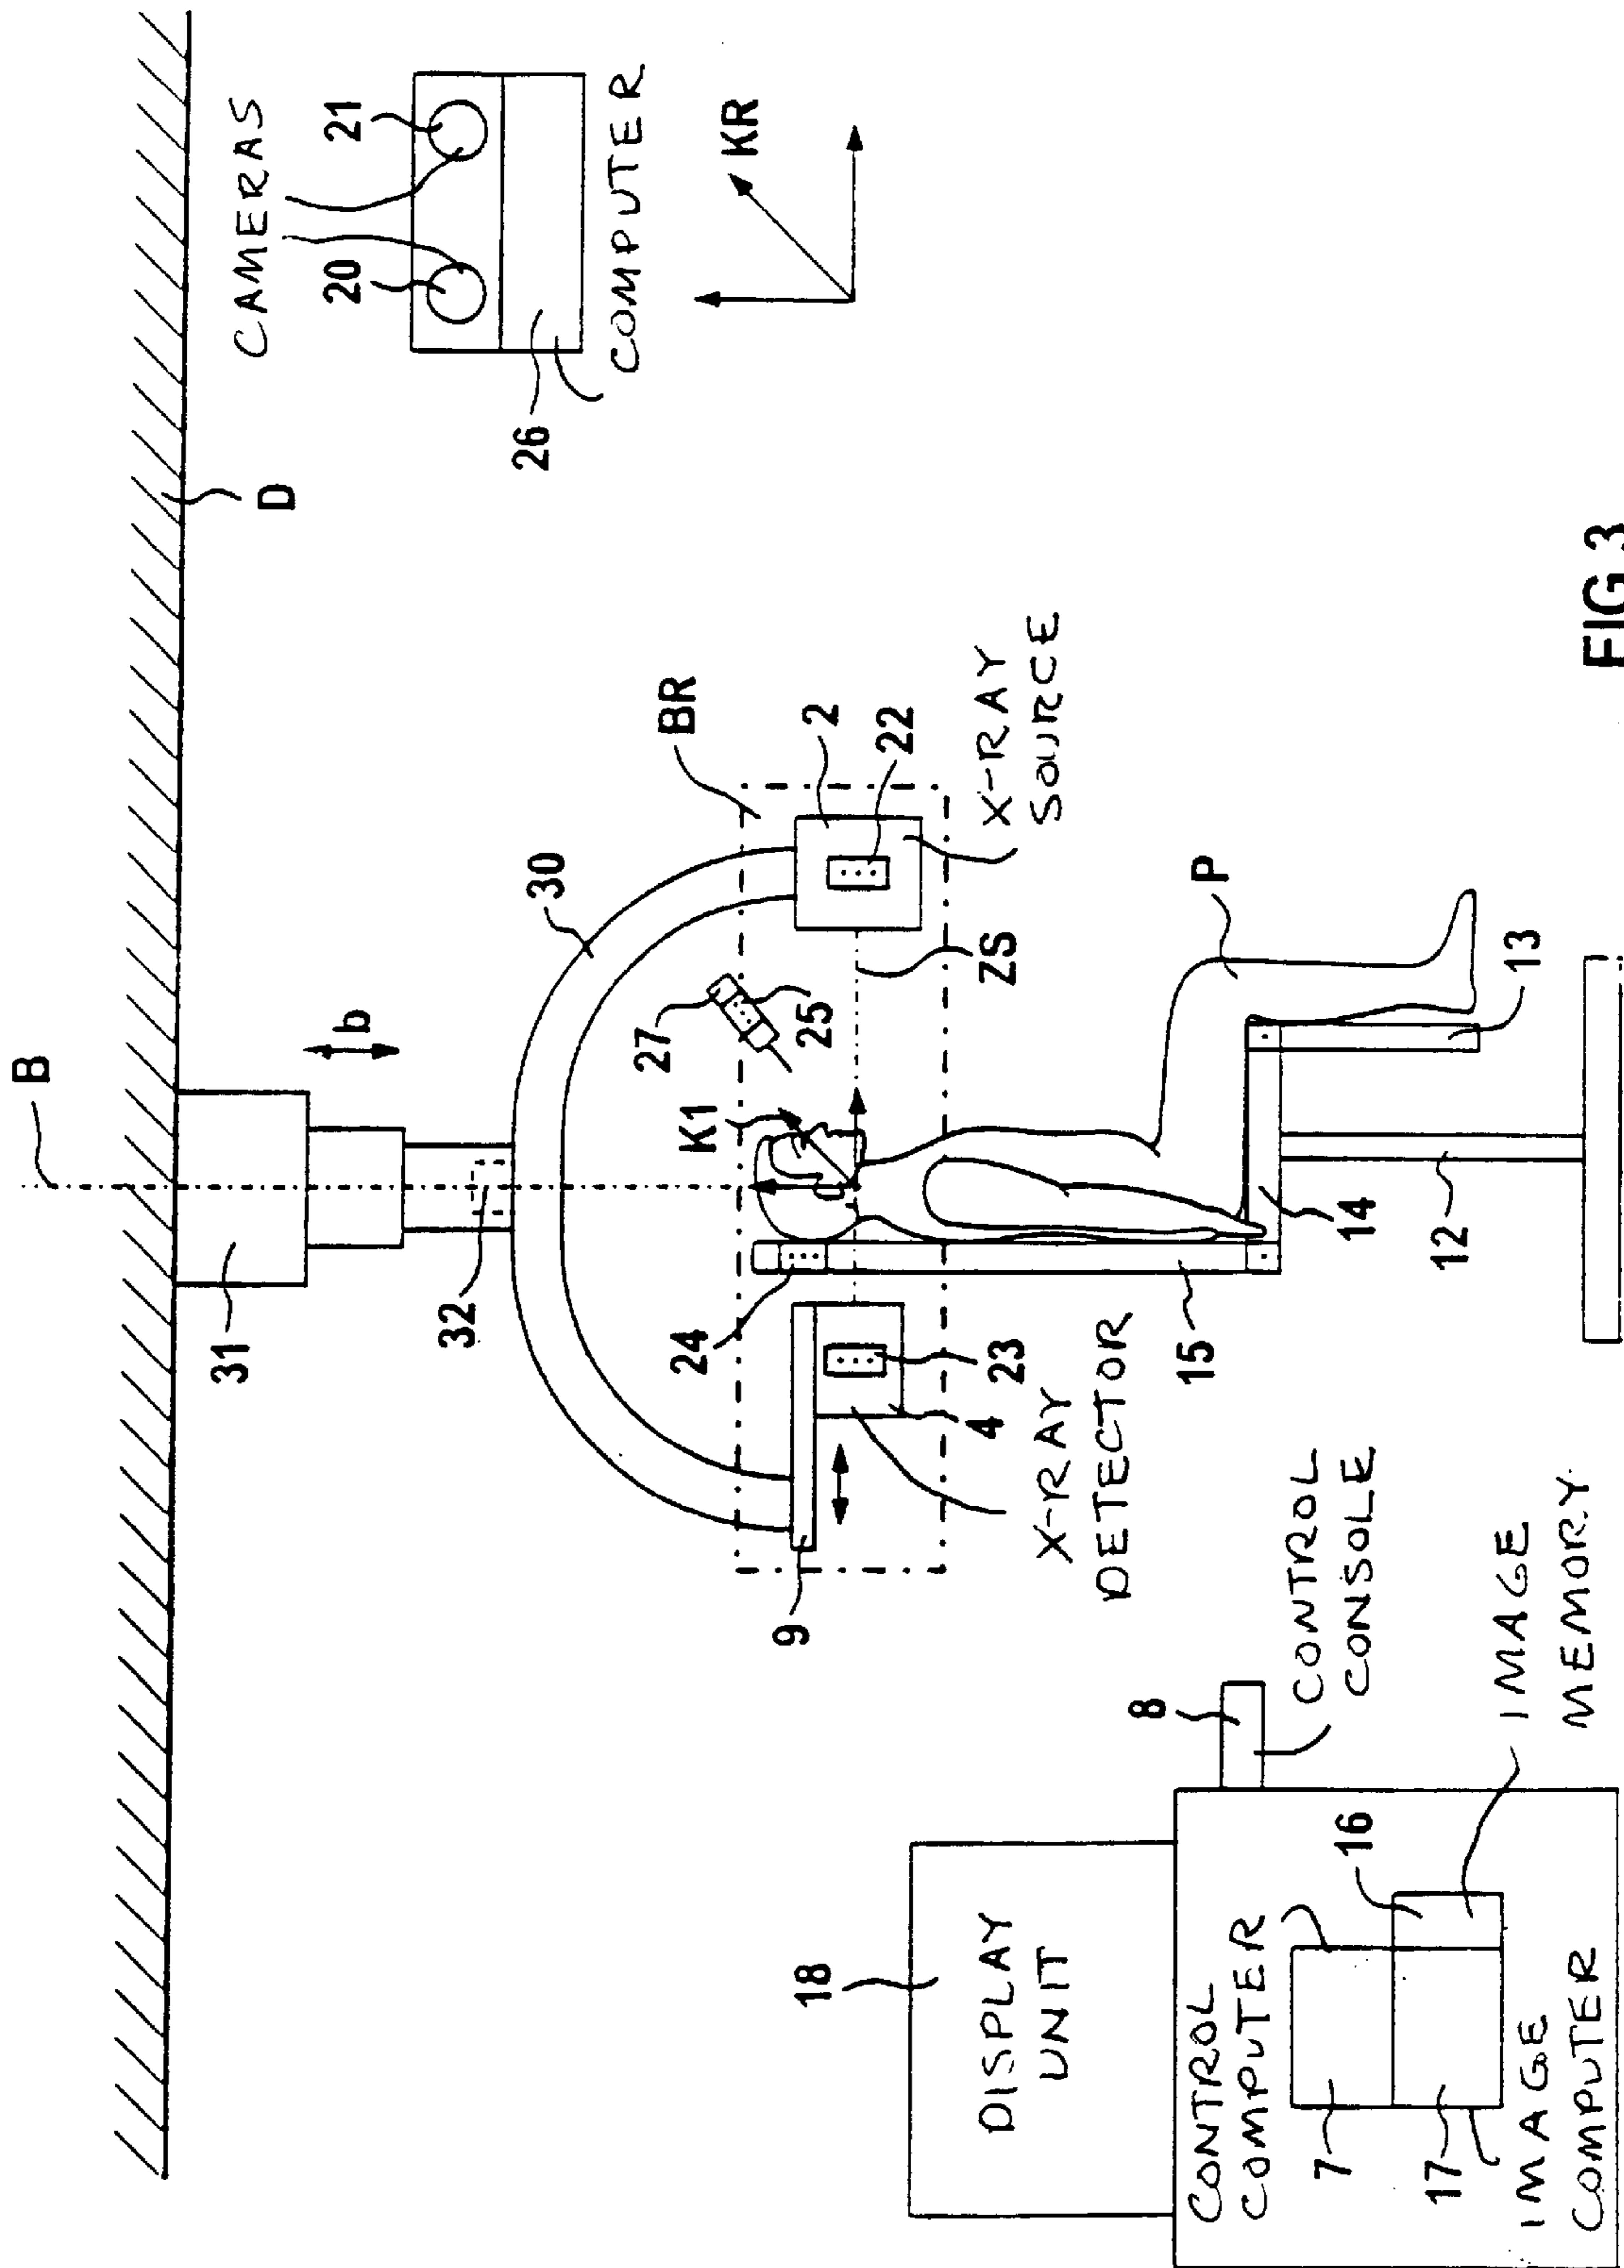 B
D
31
32
b
30
CAMERAS
20
21
26
COMPUTER
KR
BR
2
22
X-RAY
SOURCE
27
25
K1
ZS
24
23
4
X-RAY
DETECTOR
9
15
14
12
13
P
18
DISPLAY
UNIT
8
CONTROL
CONSOLE
CONTROL
COMPUTER
7
16
17
IMAGE
MEMORY
IMAGE
COMPUTER
FIG 3